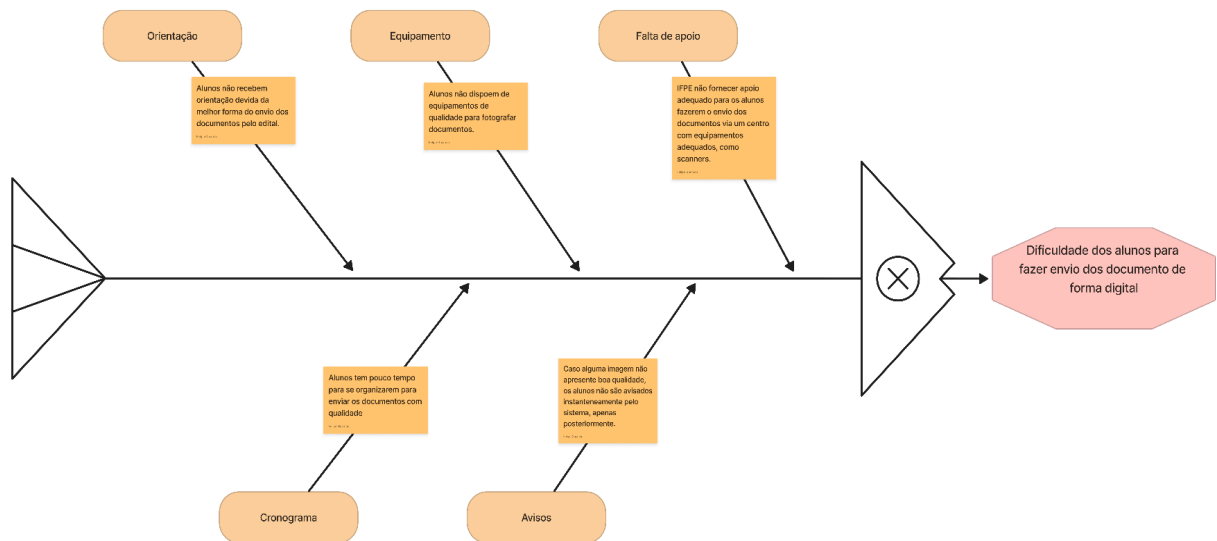 Orientação
Equipamento
Falta de apoio
Alunos não recebem
orientação devida da
melhor forma do envio dos
documentos pelo edital.
Alunos não dispoem de
equipamentos de
qualidade para fotografar
documentos.
IFPE não fornecer apoio
adequado para os alunos
fazerem o envio dos
documentos via um centro
com equipamentos
adequados, como
scanners.
Dificuldade dos alunos para
fazer envio dos documento de
forma digital
Alunos tem pouco tempo
para se organizarem para
enviar os documentos com
qualidade
Caso alguma imagem não
apresente boa qualidade,
os alunos não são avisados
instantaneamente pelo
sistema, apenas
posteriormente.
Cronograma
Avisos